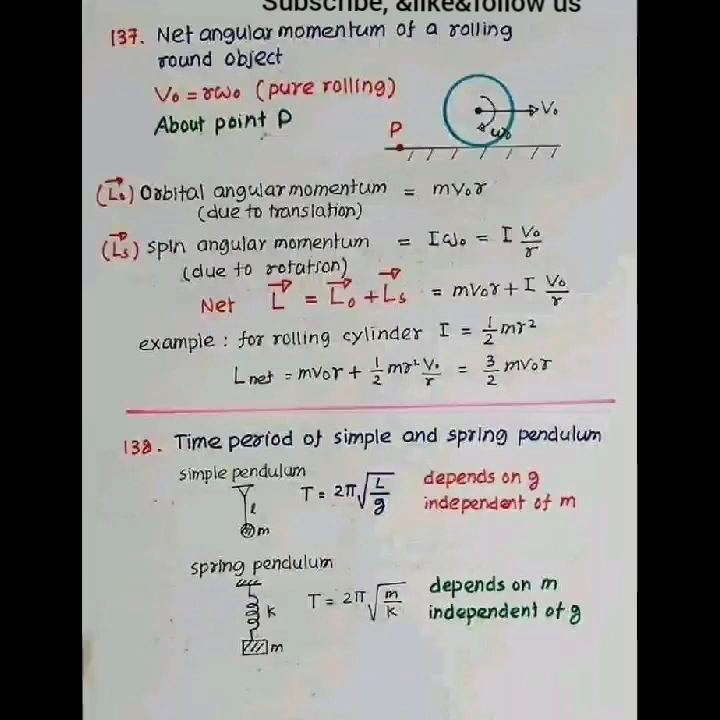 Subscribe, &like&follow us
137. Net angular momentum of a rolling
round object
V₀ = rω₀ (pure rolling)
About point P
P
V₀
ω₀
(L₀) Orbital angular momentum = mv₀r
(due to translation)
(Ls) spin angular momentum = Iω₀ = I V₀/r
(due to rotation)
Net L = L₀ + Ls = mv₀r + I V₀/r
example : for rolling cylinder I = 1/2 mr²
Lnet = mv₀r + 1/2 mr² V₀/r = 3/2 mv₀r
138. Time period of simple and spring pendulum
simple pendulum
T = 2π√(L/g)
depends on g
independent of m
l
m
spring pendulum
T = 2π√(m/k)
depends on m
independent of g
k
m